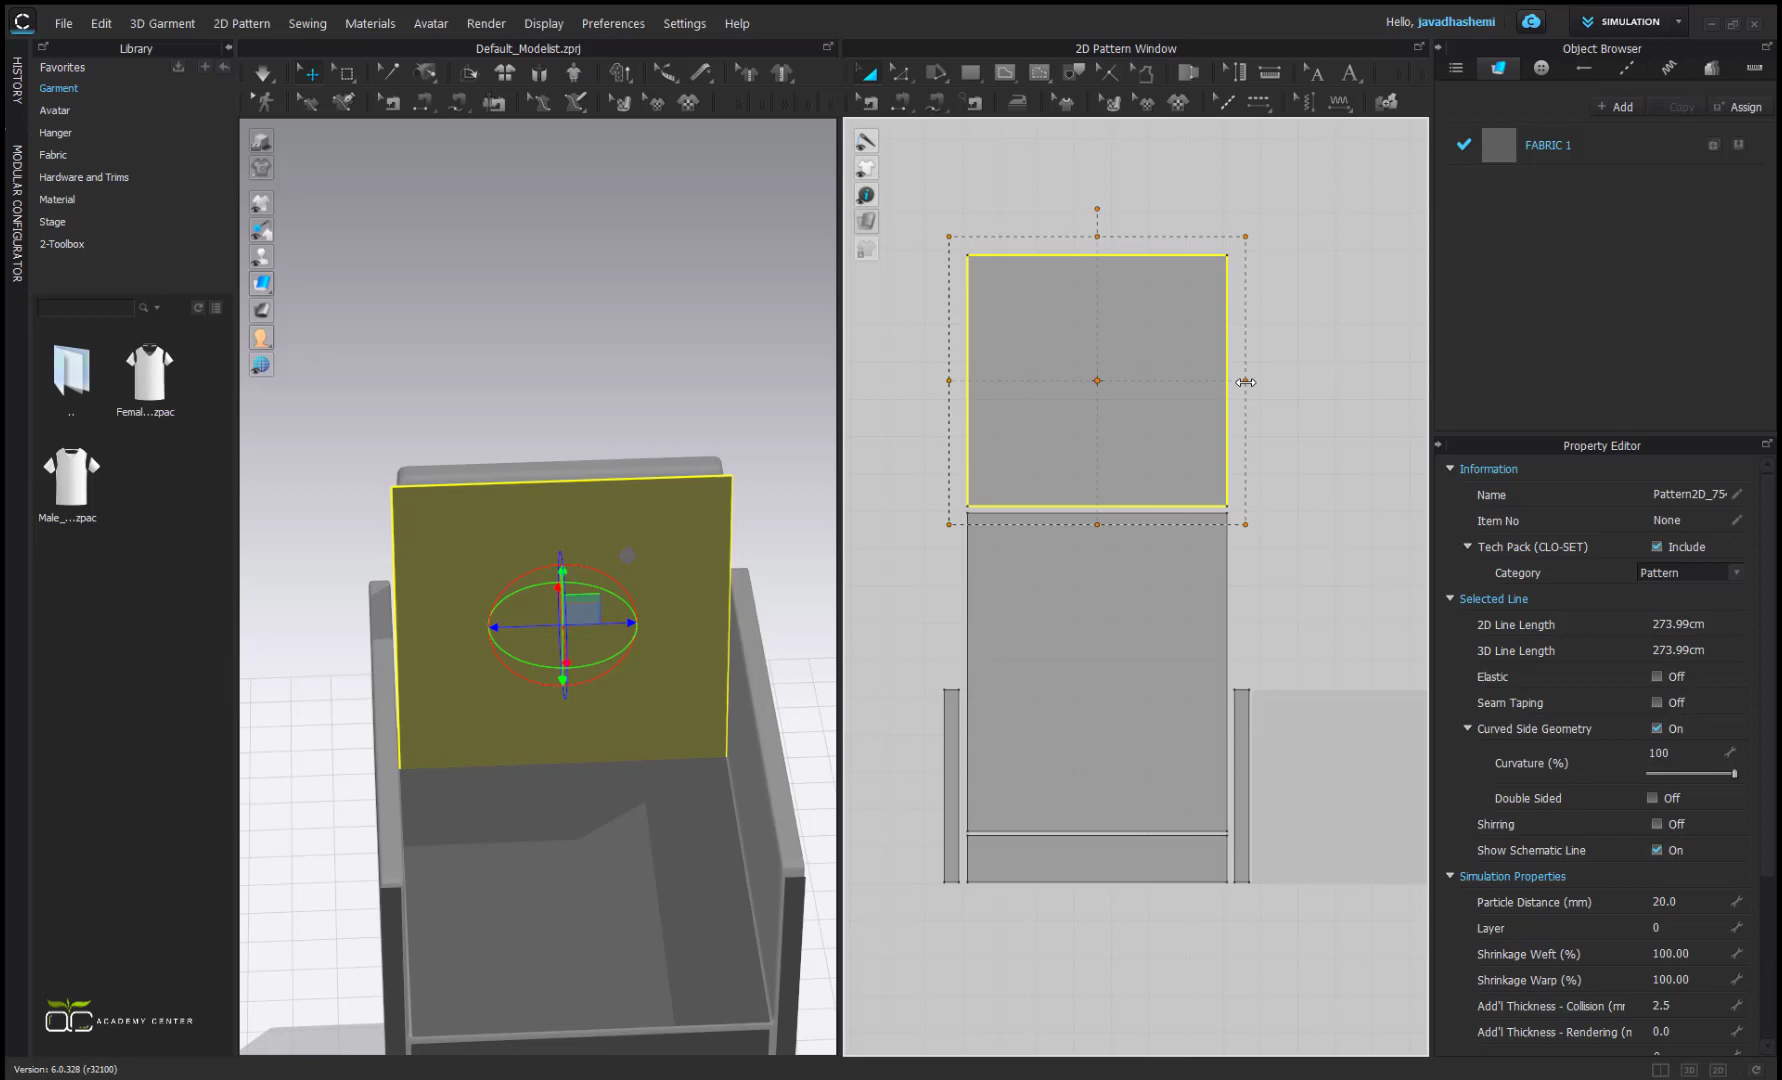 File Edit 3D Garment 2D Pattern Sewing Materials Avatar Render Display Preferences Settings Help
Hello, javadhashemi
SIMULATION
HISTORY
MODULAR CONFIGURATOR
Library
Favorites
Garment
Avatar
Hanger
Fabric
Hardware and Trims
Material
Stage
2-Toolbox
..
Femal...zpac
Male_...zpac
ACADEMY CENTER
Default_Modelist.zprj
2D Pattern Window
Object Browser
+ Add Copy Assign
FABRIC 1
Property Editor
Information
Name Pattern2D_75
Item No None
Tech Pack (CLO-SET) Include
Category Pattern
Selected Line
2D Line Length 273.99cm
3D Line Length 273.99cm
Elastic Off
Seam Taping Off
Curved Side Geometry On
Curvature (%) 100
Double Sided Off
Shirring Off
Show Schematic Line On
Simulation Properties
Particle Distance (mm) 20.0
Layer 0
Shrinkage Weft (%) 100.00
Shrinkage Warp (%) 100.00
Add'l Thickness - Collision (mr 2.5
Add'l Thickness - Rendering (n 0.0
Version: 6.0.328 (r32100)
3D 2D